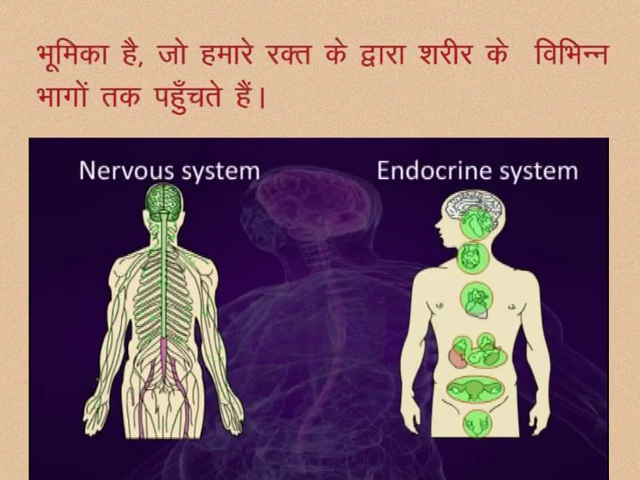 भूमिका है, जो हमारे रक्त के द्वारा शरीर के विभिन्न
भागों तक पहुँचते हैं।
Nervous system
Endocrine system